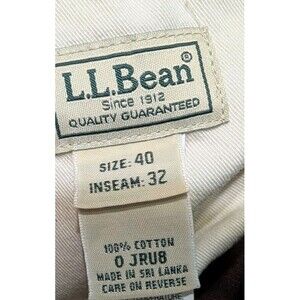 L.L.Bean®
Since 1912
QUALITY GUARANTEED
SIZE: 40
INSEAM: 32
100% COTTON
0 JRU8
MADE IN SRI LANKA
CARE ON REVERSE